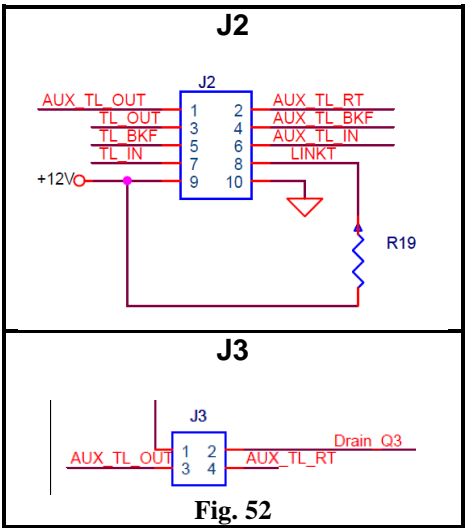 J2
J2
AUX_TL_OUT 1 2 AUX_TL_RT
TL_OUT 3 4 AUX_TL_BKF
TL_BKF 5 6 AUX_TL_IN
TL_IN 7 8 LINKT
+12V 9 10
R19
J3
J3
1 2 Drain_Q3
AUX_TL_OUT 3 4 AUX_TL_RT
Fig. 52